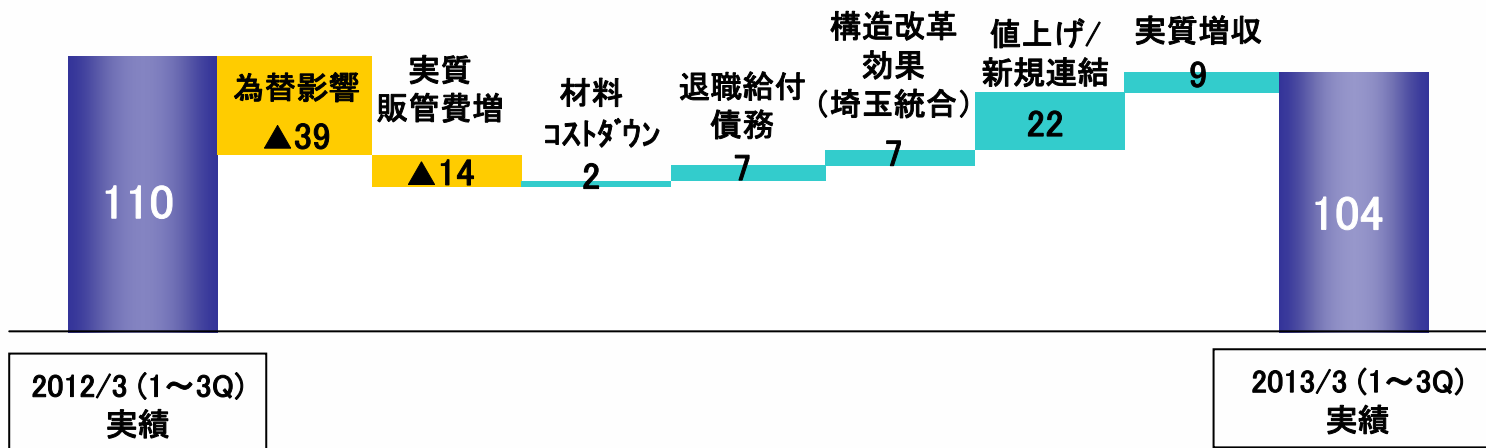 110
為替影響
▲39
実質
販管費増
▲14
材料
コストダウン
2
退職給付
債務
7
構造改革
効果
(埼玉統合)
7
値上げ/
新規連結
22
実質増収
9
104
2012/3 (1～3Q)
実績
2013/3 (1～3Q)
実績